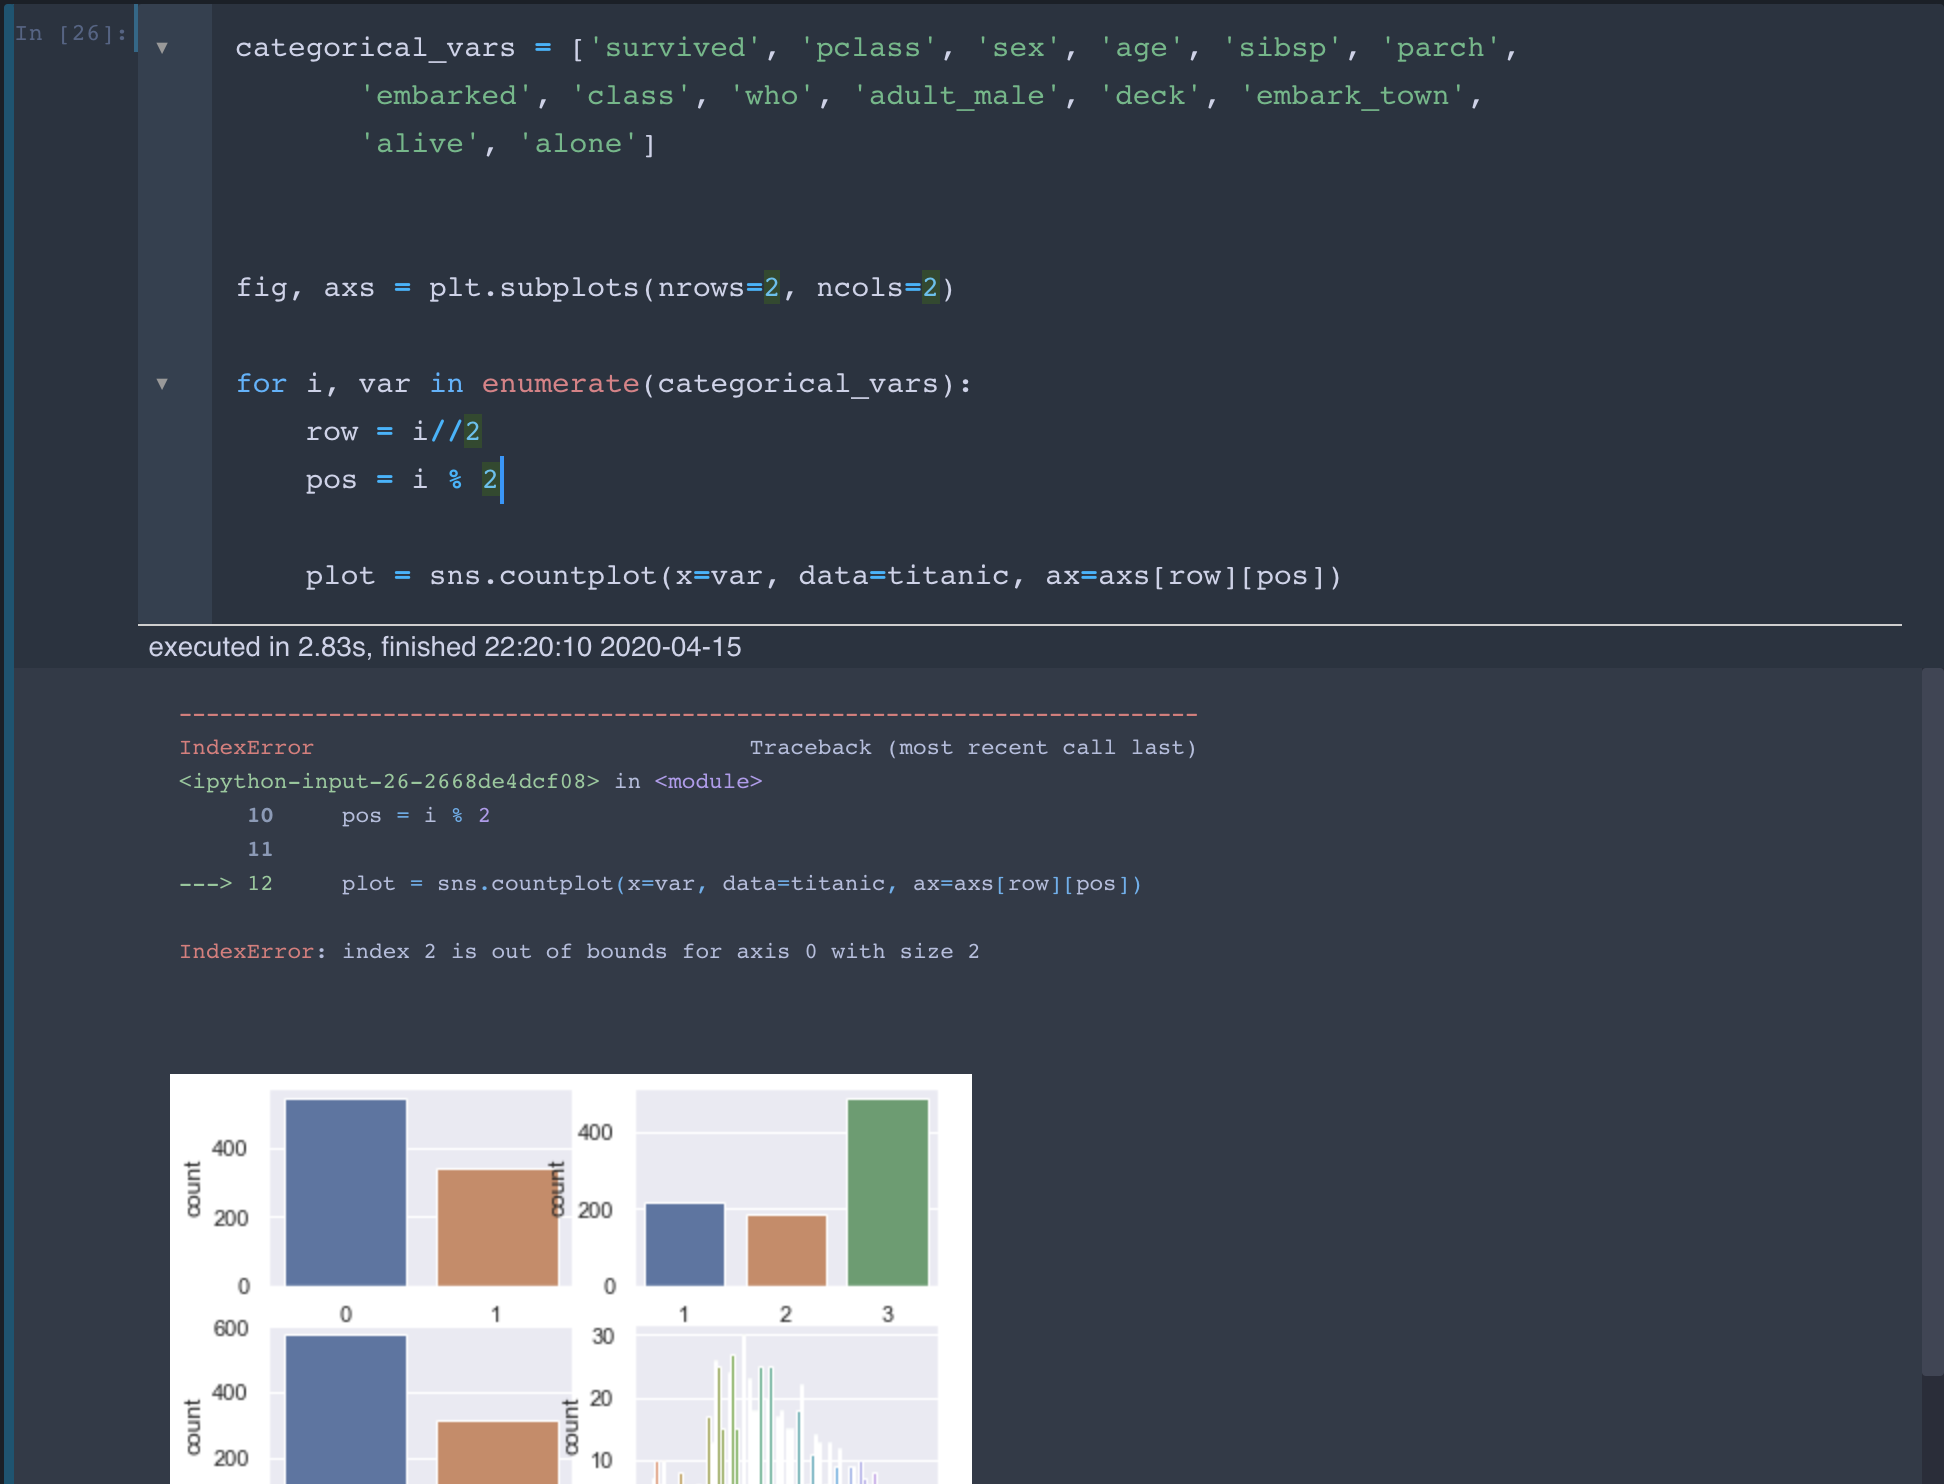 In [26]:
categorical_vars = ['survived', 'pclass', 'sex', 'age', 'sibsp', 'parch',
'embarked', 'class', 'who', 'adult_male', 'deck', 'embark_town',
'alive', 'alone']
fig, axs = plt.subplots(nrows=2, ncols=2)
for i, var in enumerate(categorical_vars):
row = i//2
pos = i % 2
plot = sns.countplot(x=var, data=titanic, ax=axs[row][pos])
executed in 2.83s, finished 22:20:10 2020-04-15
---------------------------------------------------------------------------
IndexError Traceback (most recent call last)
<ipython-input-26-2668de4dcf08> in <module>
10 pos = i % 2
11
---> 12 plot = sns.countplot(x=var, data=titanic, ax=axs[row][pos])
IndexError: index 2 is out of bounds for axis 0 with size 2
count
400
200
0
0 1
count
400
200
0
1 2 3
count
600
400
200
count
30
20
10